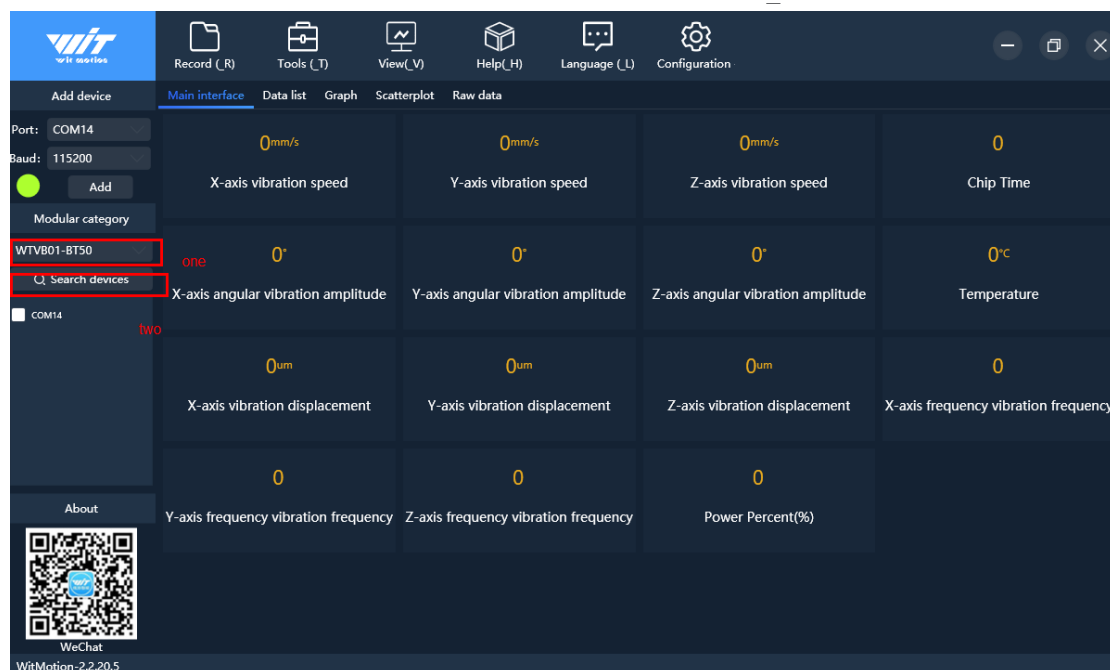 WiT
wit motion
Record (_R)
Tools (_T)
View(_V)
Help(_H)
Language (_L)
Configuration
Add device
Main interface
Data list
Graph
Scatterplot
Raw data
Port:
COM14
Baud:
115200
Add
Modular category
WTVB01-BT50
one
Search devices
COM14
two
0mm/s
X-axis vibration speed
0mm/s
Y-axis vibration speed
0mm/s
Z-axis vibration speed
0
Chip Time
0°
X-axis angular vibration amplitude
0°
Y-axis angular vibration amplitude
0°
Z-axis angular vibration amplitude
0℃
Temperature
0um
X-axis vibration displacement
0um
Y-axis vibration displacement
0um
Z-axis vibration displacement
0
X-axis frequency vibration frequency
0
Y-axis frequency vibration frequency
0
Z-axis frequency vibration frequency
0
Power Percent(%)
About
WeChat
WitMotion-2.2.20.5